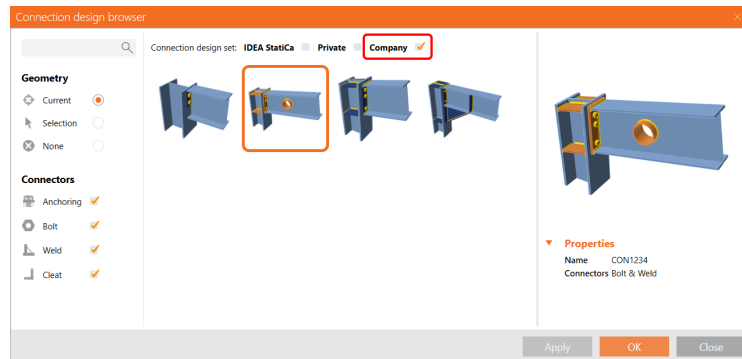 Connection design browser
Connection design set: IDEA StatiCa Private Company
Geometry
Current
Selection
None
Connectors
Anchoring
Bolt
Weld
Cleat
Properties
Name CON1234
Connectors Bolt & Weld
Apply OK Close